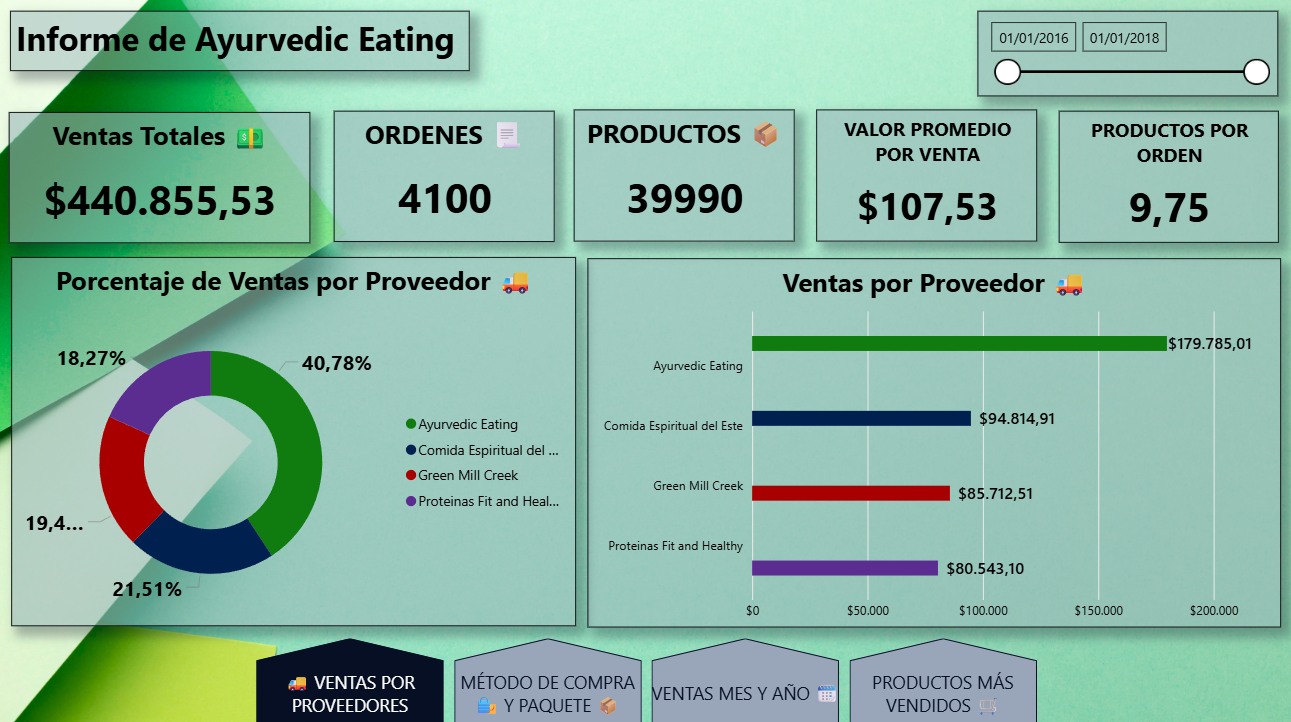 Informe de Ayurvedic Eating
01/01/2016 01/01/2018
Ventas Totales
$440.855,53
ORDENES
4100
PRODUCTOS
39990
VALOR PROMEDIO
POR VENTA
$107,53
PRODUCTOS POR
ORDEN
9,75
Porcentaje de Ventas por Proveedor
18,27%
40,78%
19,4...
21,51%
Ayurvedic Eating
Comida Espiritual del ...
Green Mill Creek
Proteinas Fit and Heal...
Ventas por Proveedor
Ayurvedic Eating
$179.785,01
Comida Espiritual del Este
$94.814,91
Green Mill Creek
$85.712,51
Proteinas Fit and Healthy
$80.543,10
$0 $50.000 $100.000 $150.000 $200.000
VENTAS POR
PROVEEDORES
MÉTODO DE COMPRA
Y PAQUETE
VENTAS MES Y AÑO
PRODUCTOS MÁS
VENDIDOS